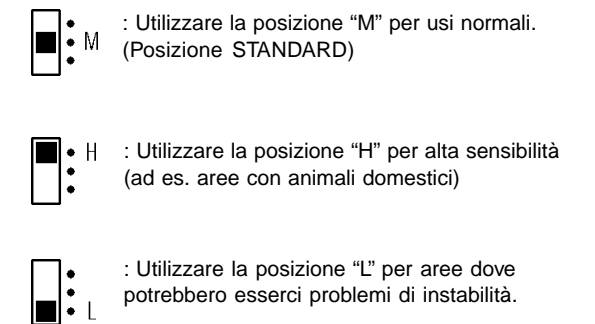 M : Utilizzare la posizione “M” per usi normali.
(Posizione STANDARD)
H : Utilizzare la posizione “H” per alta sensibilità
(ad es. aree con animali domestici)
: Utilizzare la posizione “L” per aree dove
L potrebbero esserci problemi di instabilità.